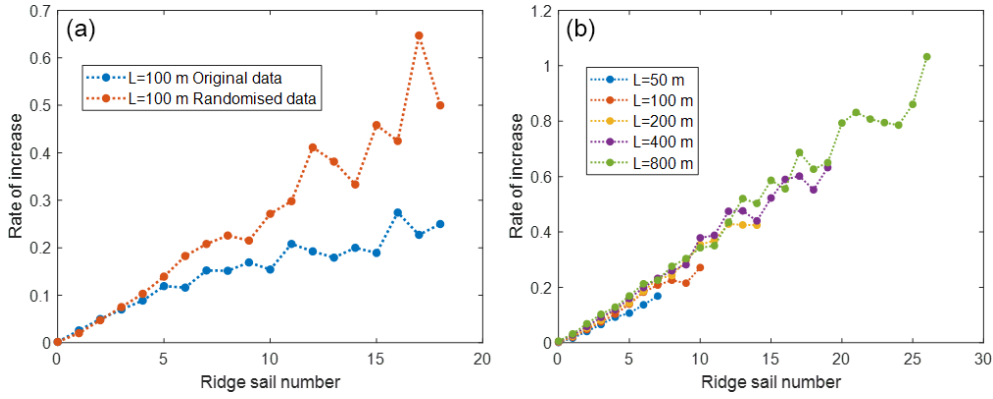 (a)
0.7
0.6
0.5
0.4
0.3
0.2
0.1
0
Rate of increase
L=100 m Original data
L=100 m Randomised data
0 5 10 15 20
Ridge sail number
(b)
1.2
1
0.8
0.6
0.4
0.2
0
Rate of increase
L=50 m
L=100 m
L=200 m
L=400 m
L=800 m
0 5 10 15 20 25 30
Ridge sail number